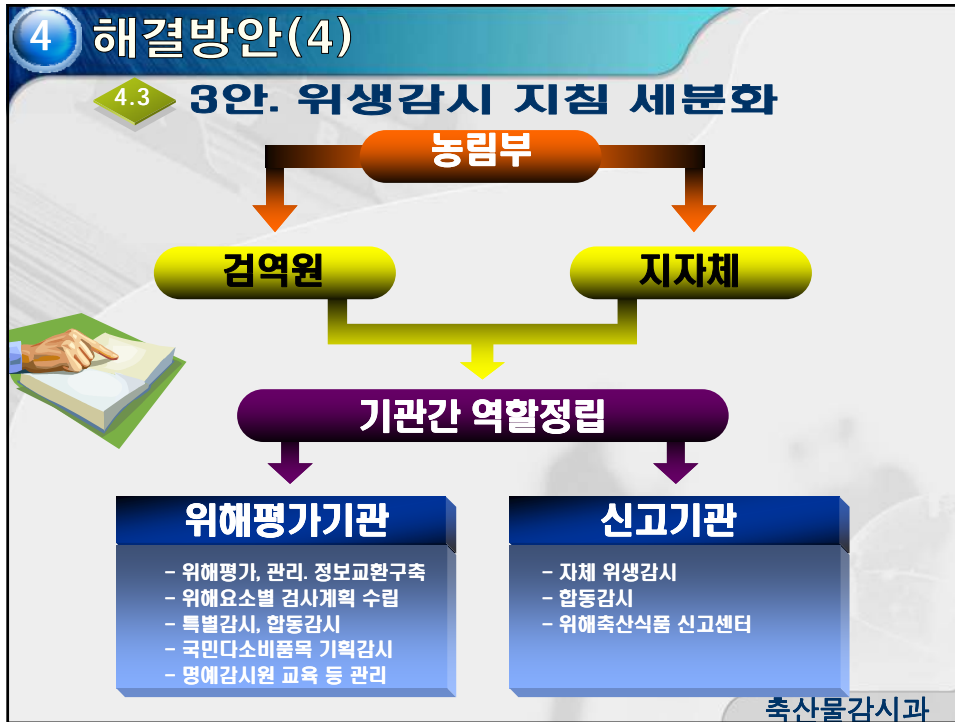 4 해결방안(4)
4.3 3안. 위생감시 지침 세분화
농림부
검역원
지자체
기관간 역할정립
위해평가기관
- 위해평가, 관리. 정보교환구축
- 위해요소별 검사계획 수립
- 특별감시, 합동감시
- 국민다소비품목 기획감시
- 명예감시원 교육 등 관리
신고기관
- 자체 위생감시
- 합동감시
- 위해축산식품 신고센터
축산물감시과